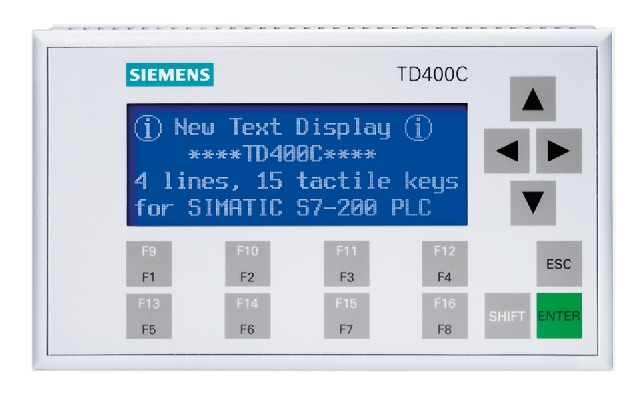 SIEMENS
TD400C
ⓘ New Text Display ⓘ
****TD400C****
4 lines, 15 tactile keys
for SIMATIC S7-200 PLC
F9 F10 F11 F12
F1 F2 F3 F4 ESC
F13 F14 F15 F16
SHIFT ENTER
F5 F6 F7 F8